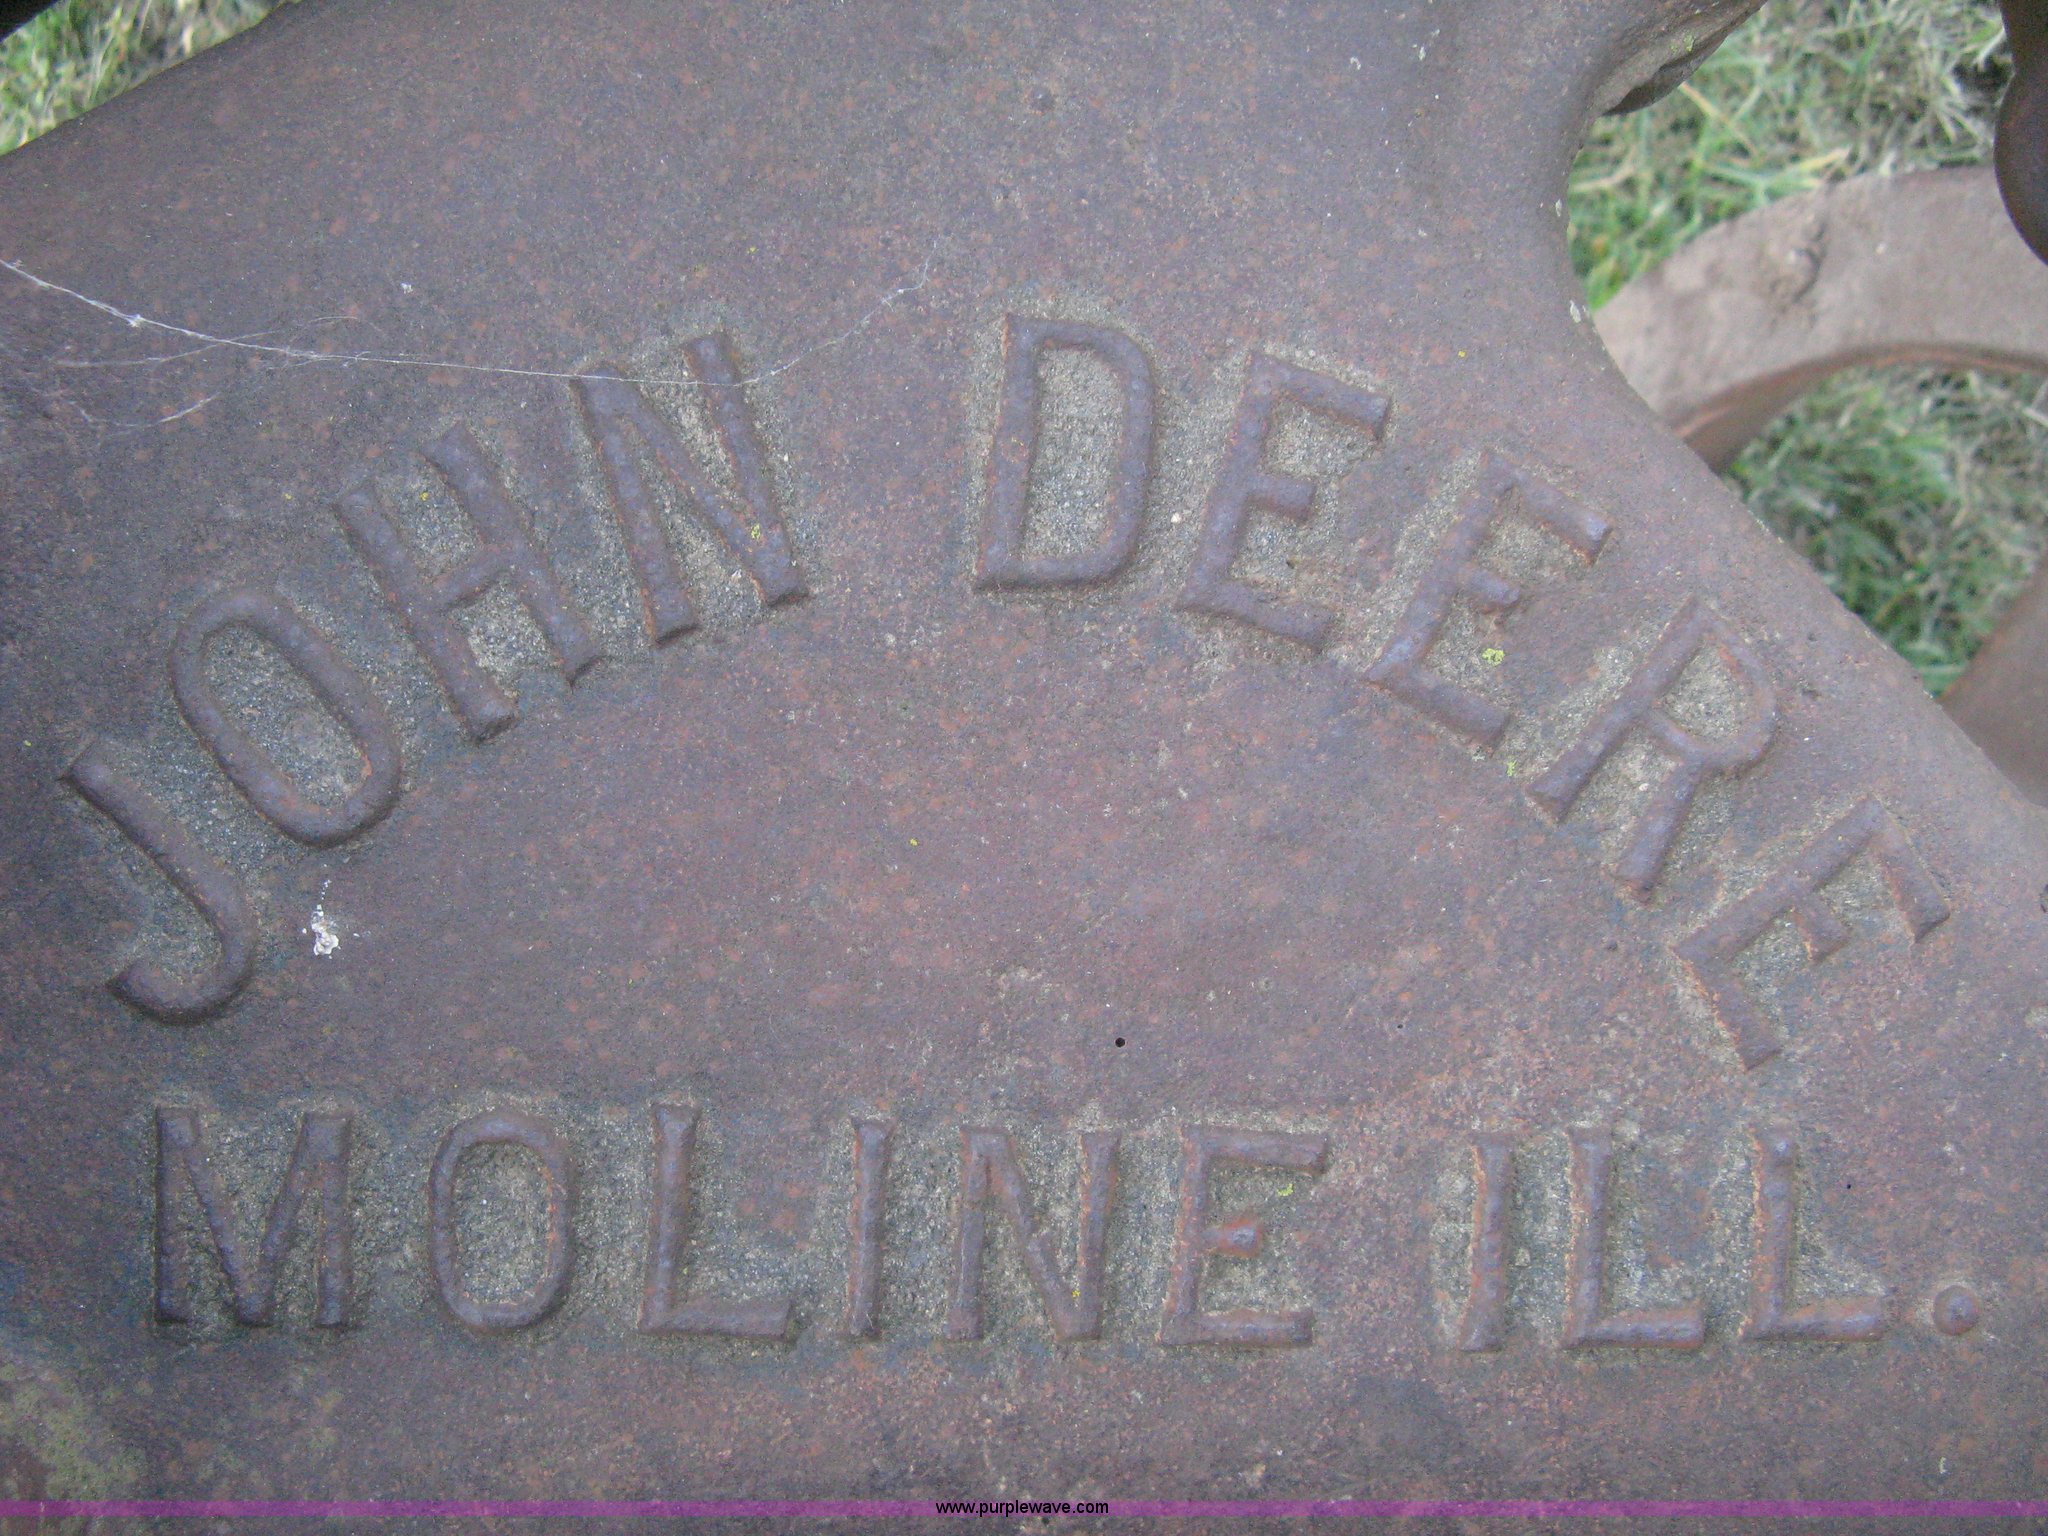 JOHN DEERE
MOLINE ILL.
www.purplewave.com